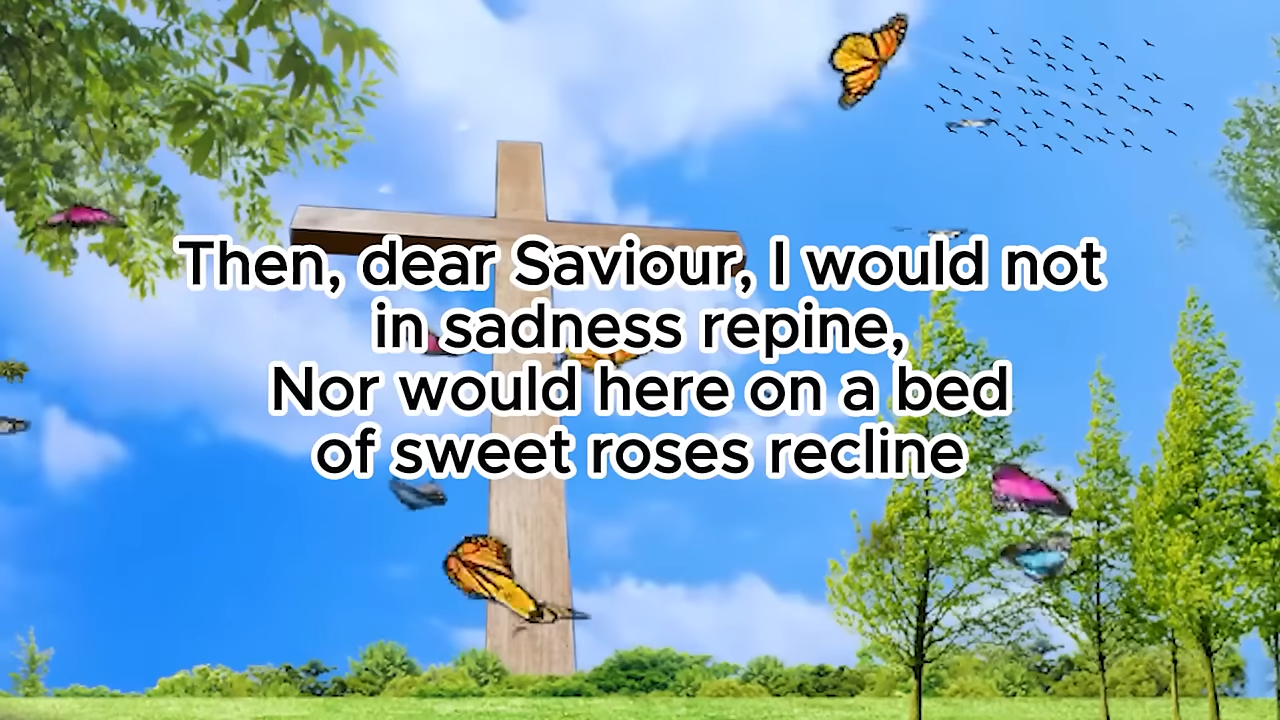 Then, dear Saviour, I would not
in sadness repine,
Nor would here on a bed
of sweet roses recline